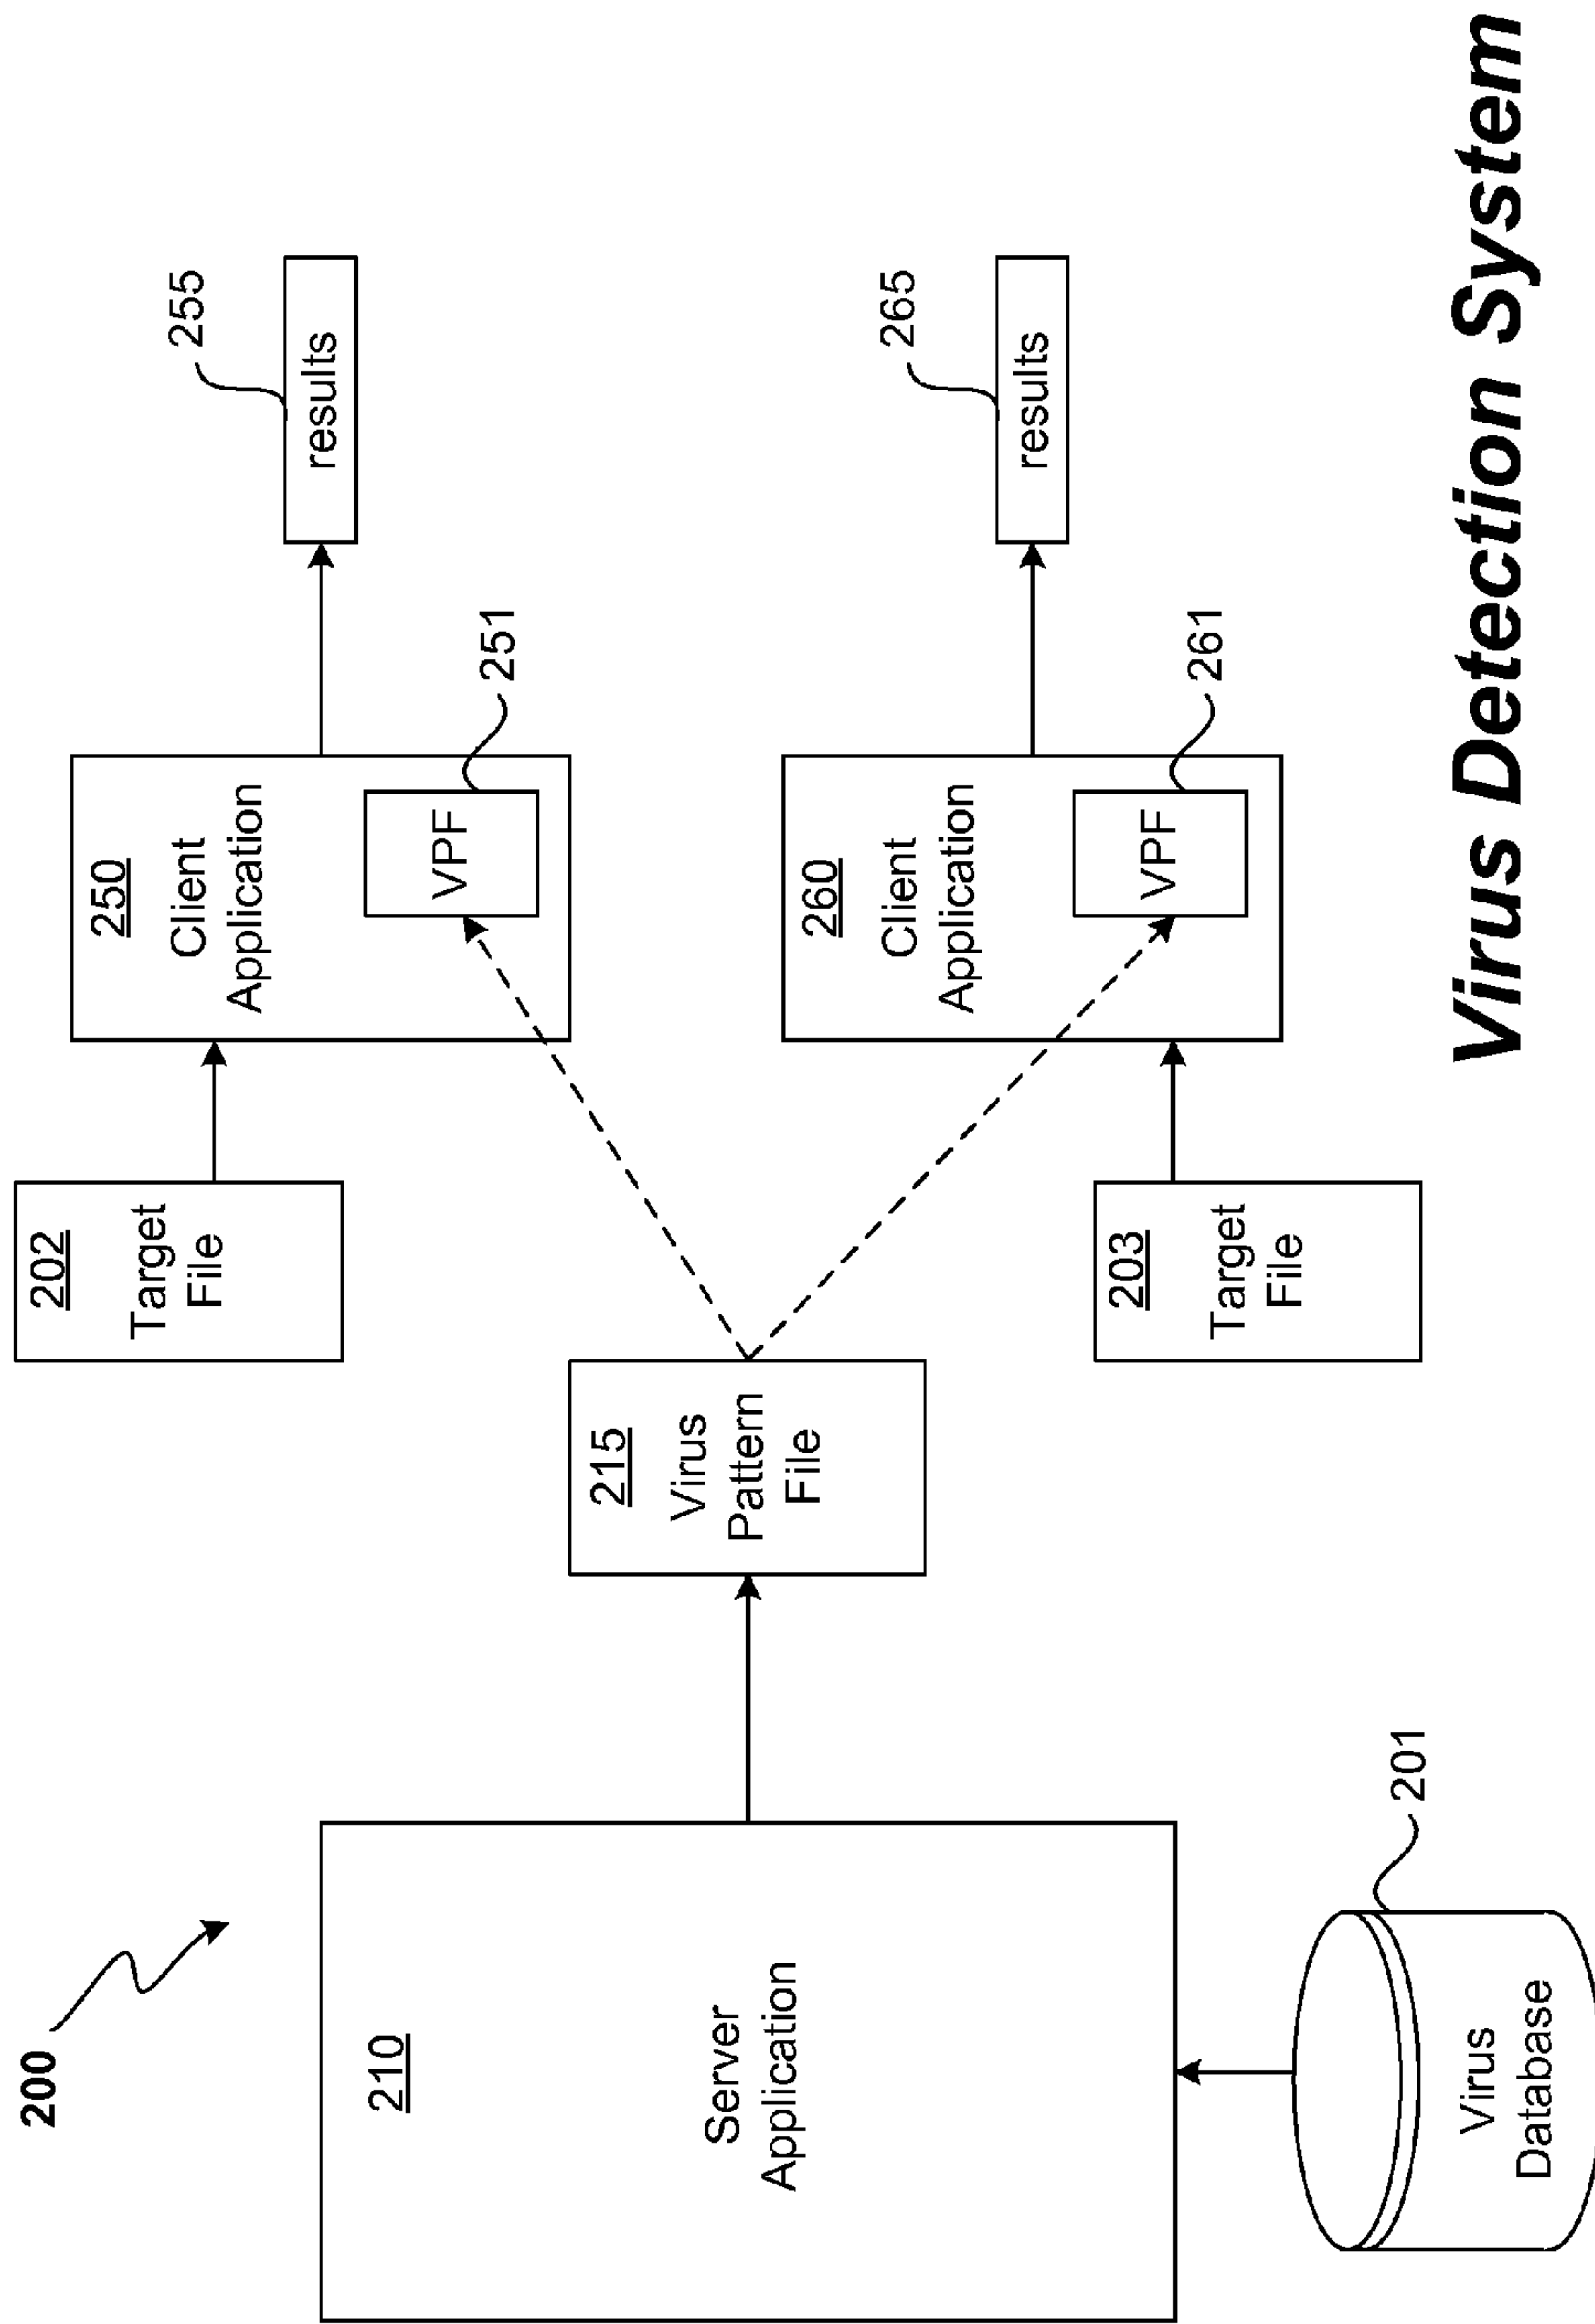 200
210
Server
Application
201
Virus
Database
215
Virus
Pattern
File
202
Target
File
203
Target
File
250
Client
Application
VPF
251
260
Client
Application
VPF
261
results
255
results
265
Virus Detection System